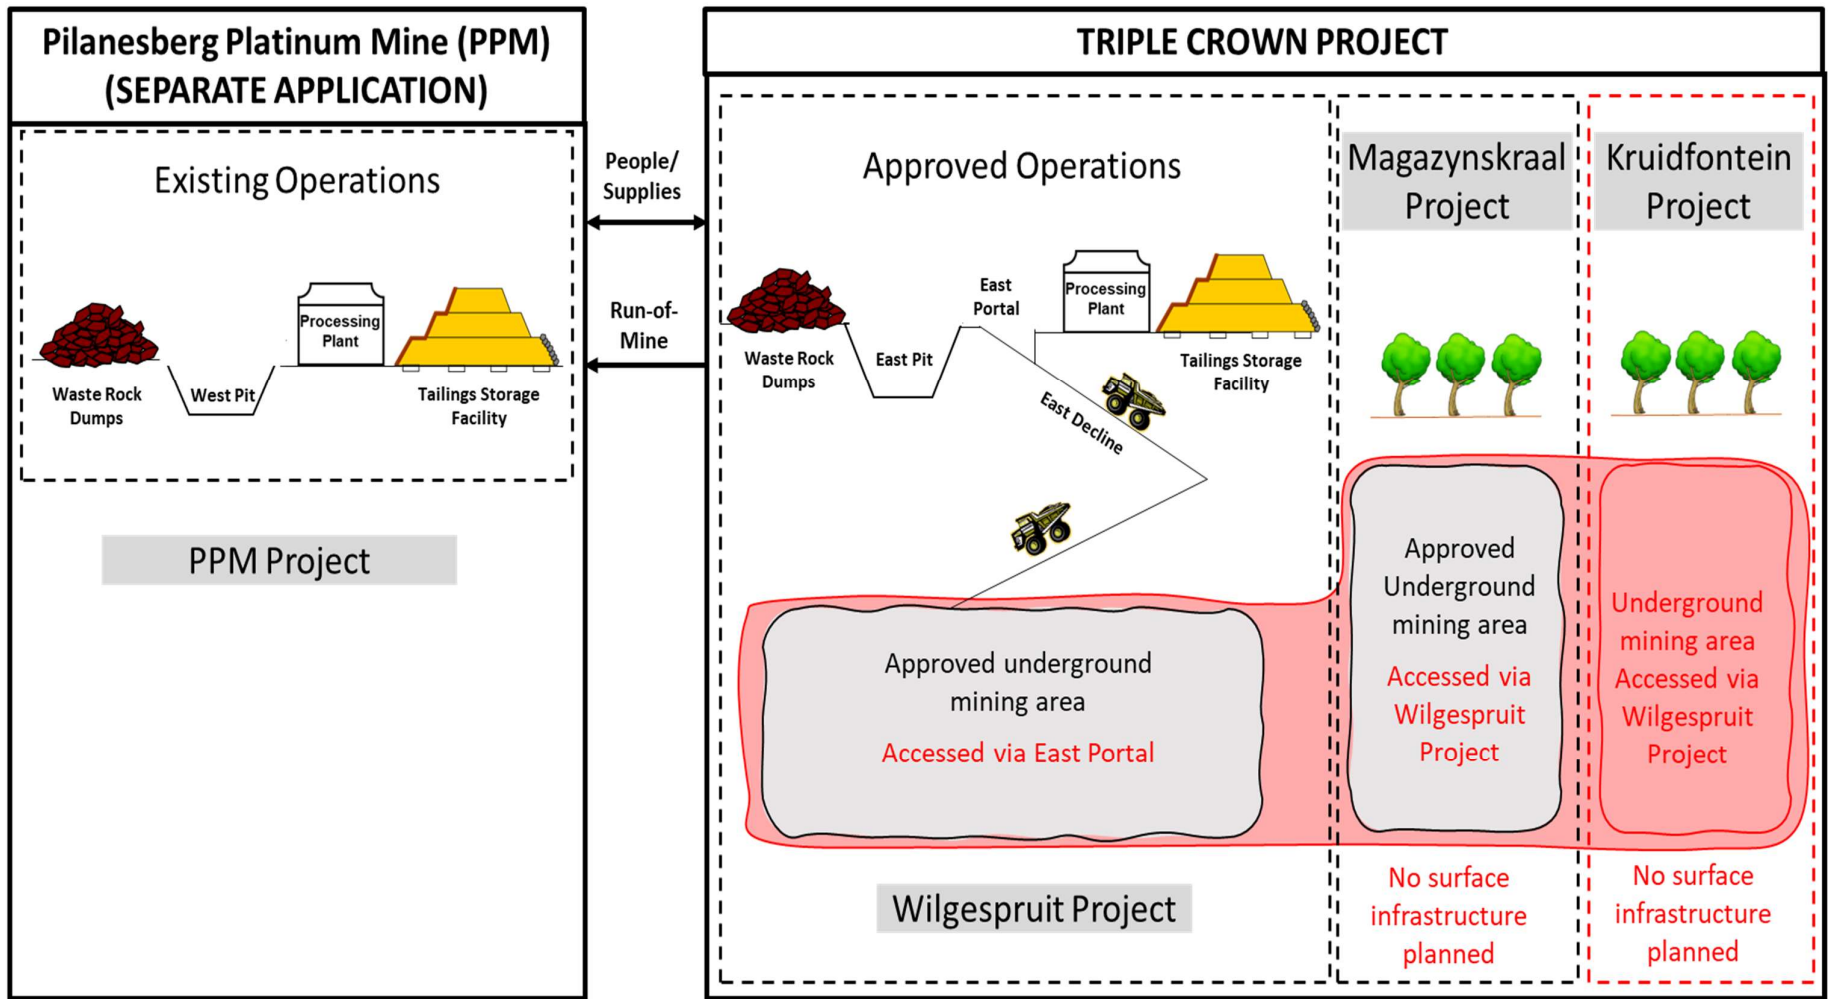 Pilanesberg Platinum Mine (PPM)
(SEPARATE APPLICATION)
Existing Operations
Processing
Plant
Waste Rock
Dumps
West Pit
Tailings Storage
Facility
PPM Project
People/
Supplies
Run-of-
Mine
TRIPLE CROWN PROJECT
Approved Operations
East
Portal
Processing
Plant
Waste Rock
Dumps
East Pit
Tailings Storage
Facility
East Decline
Approved underground
mining area
Accessed via East Portal
Wilgespruit Project
Magazynskraal
Project
Approved
Underground
mining area
Accessed via
Wilgespruit
Project
No surface
infrastructure
planned
Kruidfontein
Project
Underground
mining area
Accessed via
Wilgespruit
Project
No surface
infrastructure
planned